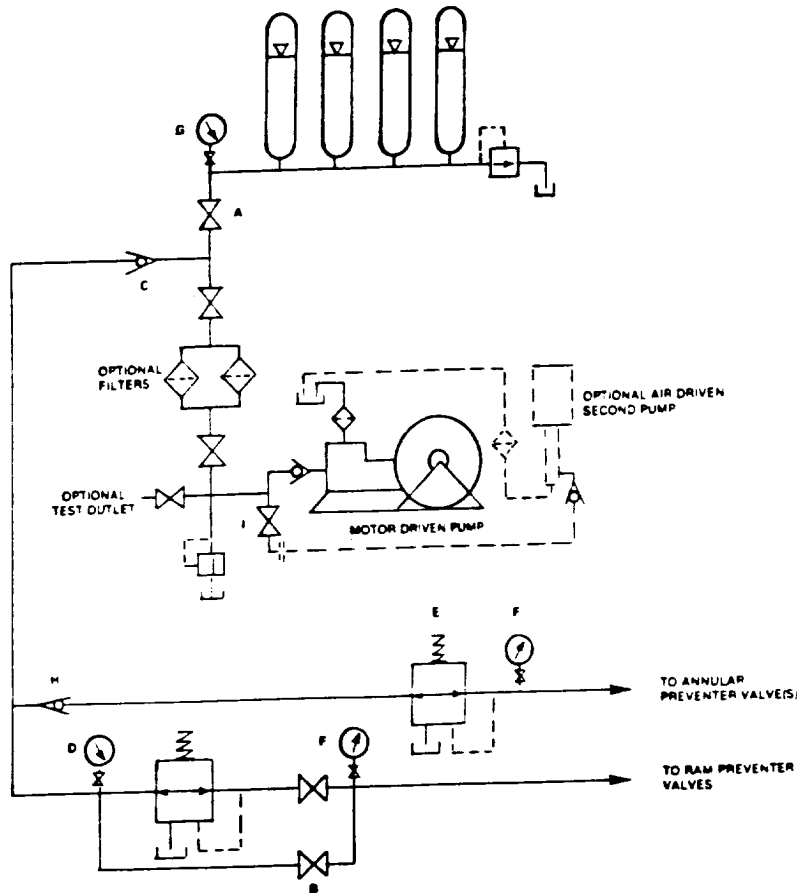 G
A
C
OPTIONAL
FILTERS
OPTIONAL AIR DRIVEN
SECOND PUMP
OPTIONAL
TEST OUTLET
I
MOTOR DRIVEN PUMP
E
F
H
TO ANNULAR
PREVENTER VALVE(S)
D
F
TO RAM PREVENTER
VALVES
B